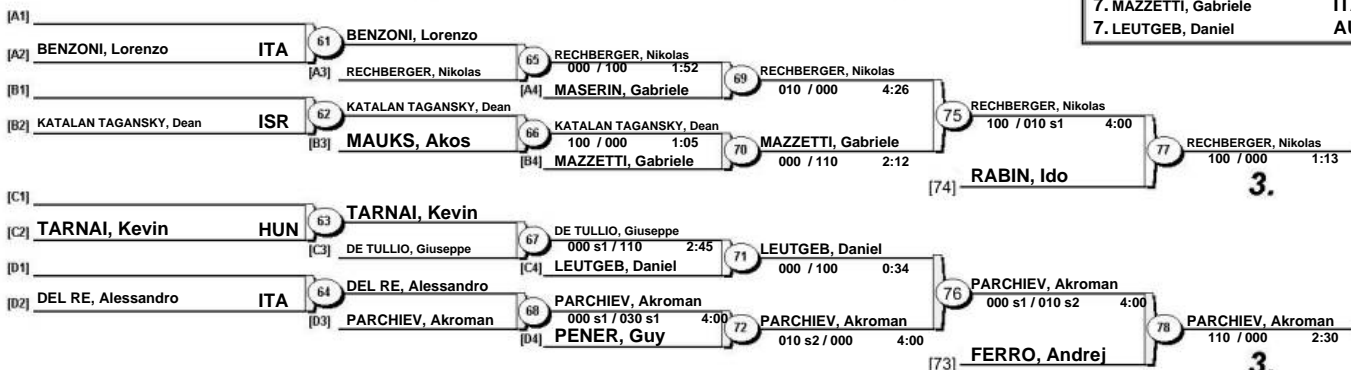 7. MAZZETTI, Gabriele
7. LEUTGEB, Daniel
[A1]
[A2] BENZONI, Lorenzo ITA
61
BENZONI, Lorenzo
[A3] RECHBERGER, Nikolas
65
RECHBERGER, Nikolas
000 / 100 1:52
[A4] MASERIN, Gabriele
69
RECHBERGER, Nikolas
010 / 000 4:26
[B1]
[B2] KATALAN TAGANSKY, Dean ISR
62
KATALAN TAGANSKY, Dean
[B3] MAUKS, Akos
66
KATALAN TAGANSKY, Dean
100 / 000 1:05
[B4] MAZZETTI, Gabriele
70
MAZZETTI, Gabriele
000 / 110 2:12
75
RECHBERGER, Nikolas
100 / 010 s1 4:00
[74] RABIN, Ido
77
RECHBERGER, Nikolas
100 / 000 1:13
3.
[C1]
[C2] TARNAI, Kevin HUN
63
TARNAI, Kevin
[C3] DE TULLIO, Giuseppe
67
DE TULLIO, Giuseppe
000 s1 / 110 2:45
[C4] LEUTGEB, Daniel
71
LEUTGEB, Daniel
000 / 100 0:34
[D1]
[D2] DEL RE, Alessandro ITA
64
DEL RE, Alessandro
[D3] PARCHIEV, Akroman
68
PARCHIEV, Akroman
000 s1 / 030 s1 4:00
[D4] PENER, Guy
72
PARCHIEV, Akroman
010 s2 / 000 4:00
76
PARCHIEV, Akroman
000 s1 / 010 s2 4:00
[73] FERRO, Andrej
78
PARCHIEV, Akroman
110 / 000 2:30
3.